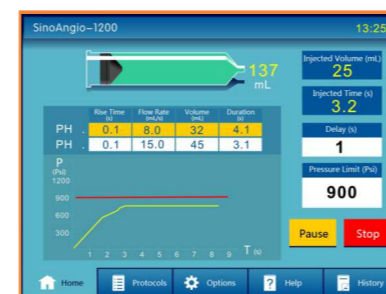 SinoAngio-1200
13:25
137
mL
Injected Volume (mL)
25
Injected Time (s)
3.2
Delay (s)
1
Pressure Limit (Psi)
900
Rise Time Flow Rate Volume Duration
(s) (mL/s) (mL) (s)
PH . 0.1 8.0 32 4.1
PH . 0.1 15.0 45 3.1
P
(Psi)
1200
900
600
300
1 2 3 4 5 6 7 8 9 T (s)
Pause Stop
Home Protocols Options ? Help History